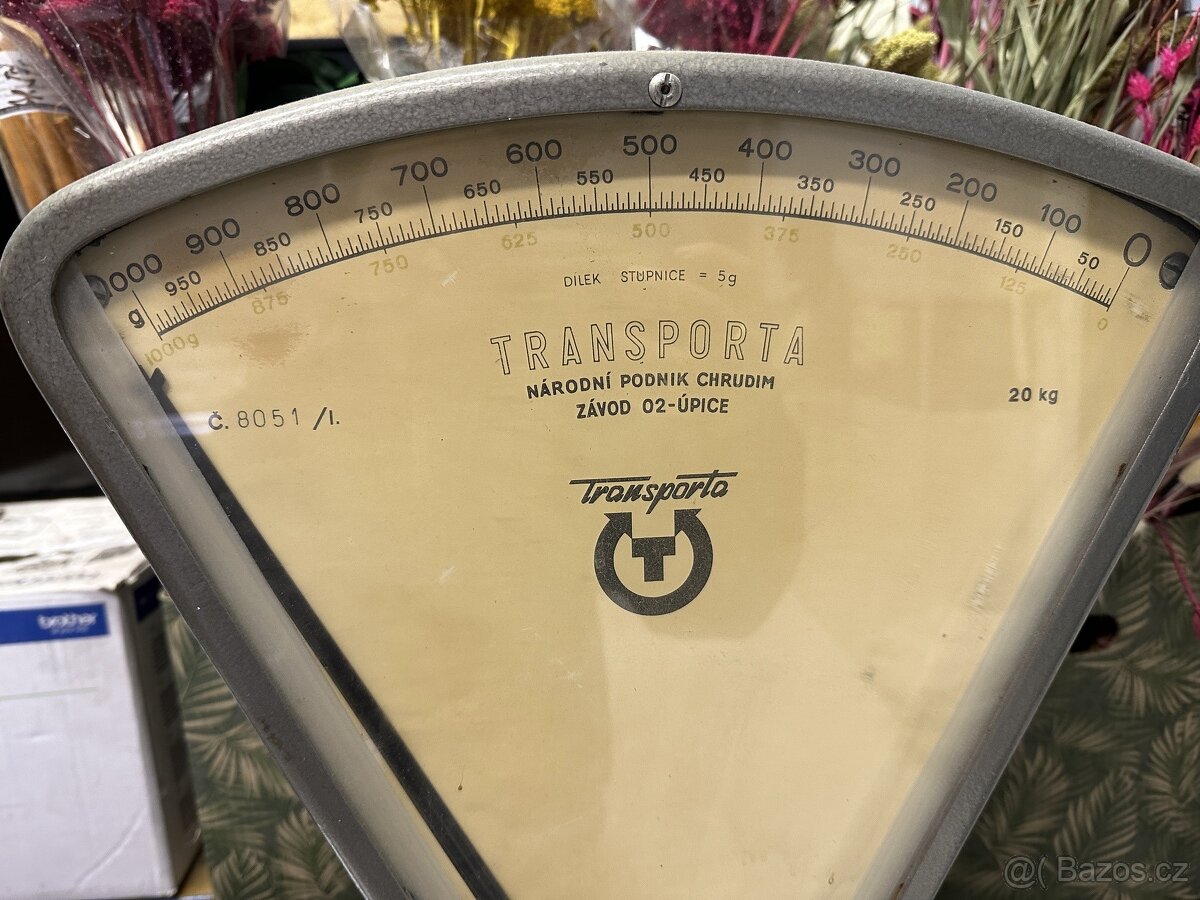 1000 900 800 700 600 500 400 300 200 100 0
950 850 750 650 550 450 350 250 150 50
g
1000g 875 750 625 500 375 250 125 0
DÍLEK STUPNICE = 5g
TRANSPORTA
NÁRODNÍ PODNIK CHRUDIM
ZÁVOD 02-ÚPICE
20 kg
Č. 8051 /I.
Transporta
T
brother
@( Bazos.cz